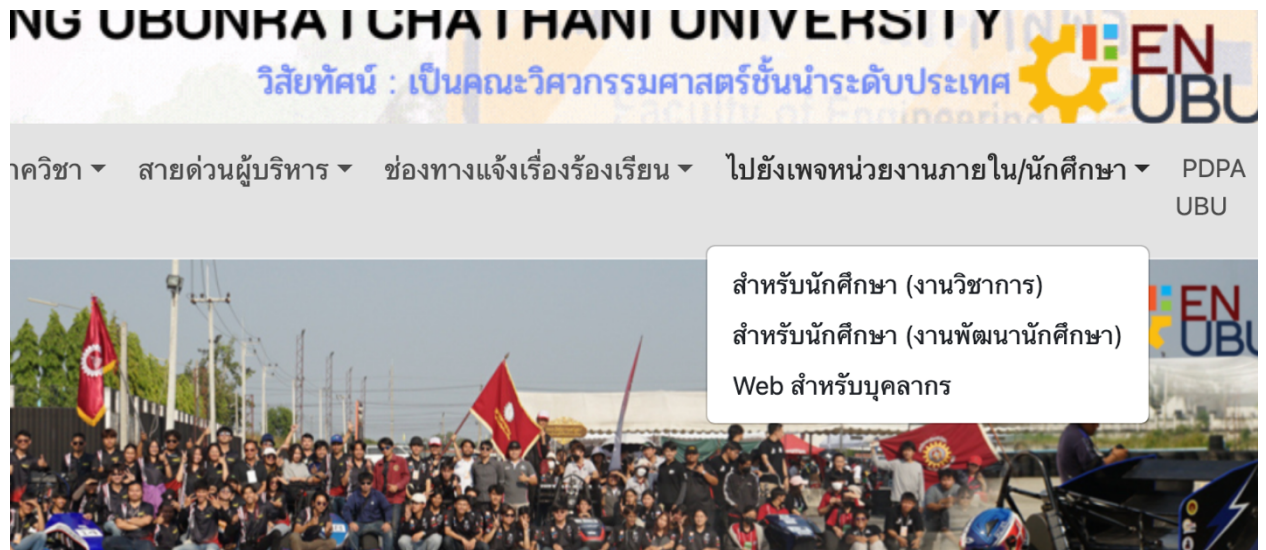 NG UBONRATCHATHANI UNIVERSITY
วิสัยทัศน์ : เป็นคณะวิศวกรรมศาสตร์ชั้นนำระดับประเทศ
EN
UBU
าควิชา
สายด่วนผู้บริหาร
ช่องทางแจ้งเรื่องร้องเรียน
ไปยังเพจหน่วยงานภายใน/นักศึกษา
PDPA
UBU
สำหรับนักศึกษา (งานวิชาการ)
สำหรับนักศึกษา (งานพัฒนานักศึกษา)
Web สำหรับบุคลากร
EN
UBU